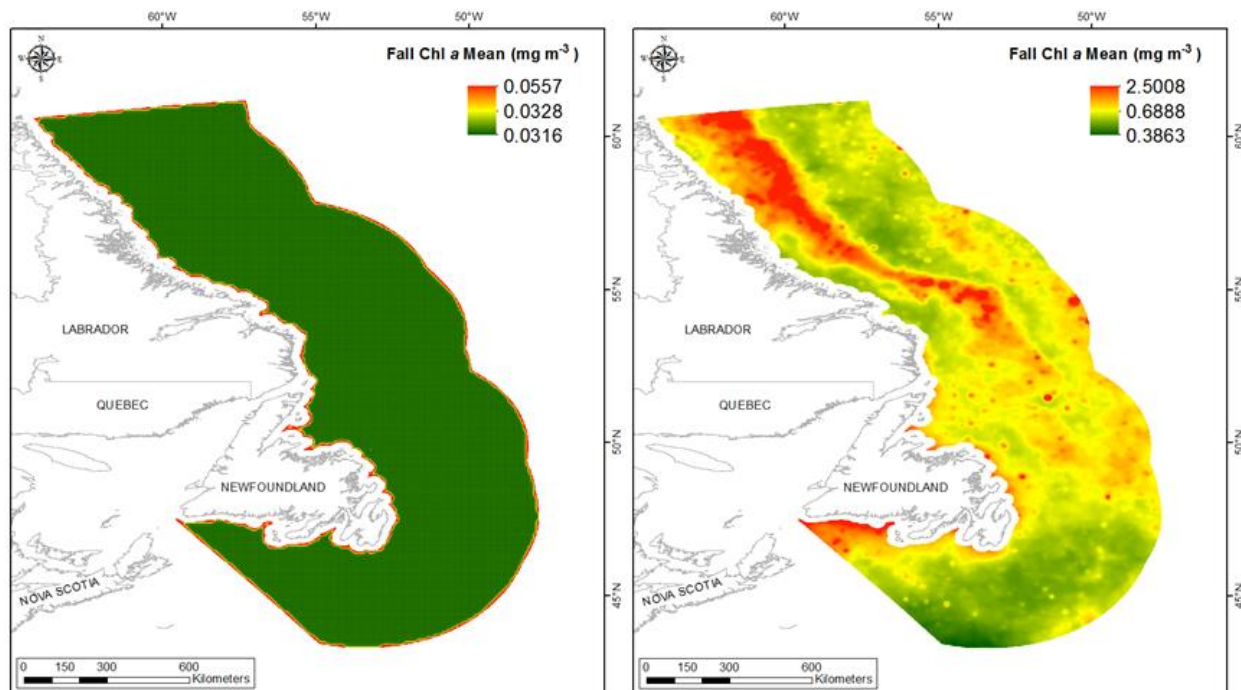 60°W 55°W 50°W
Fall Chl a Mean (mg m⁻³ )
0.0557
0.0328
0.0316
60°N
55°N
50°N
45°N
LABRADOR
QUEBEC
NEWFOUNDLAND
NOVA SCOTIA
0 150 300 600
Kilometers
60°W 55°W 50°W
Fall Chl a Mean (mg m⁻³ )
2.5008
0.6888
0.3863
60°N
55°N
50°N
45°N
LABRADOR
QUEBEC
NEWFOUNDLAND
NOVA SCOTIA
0 150 300 600
Kilometers